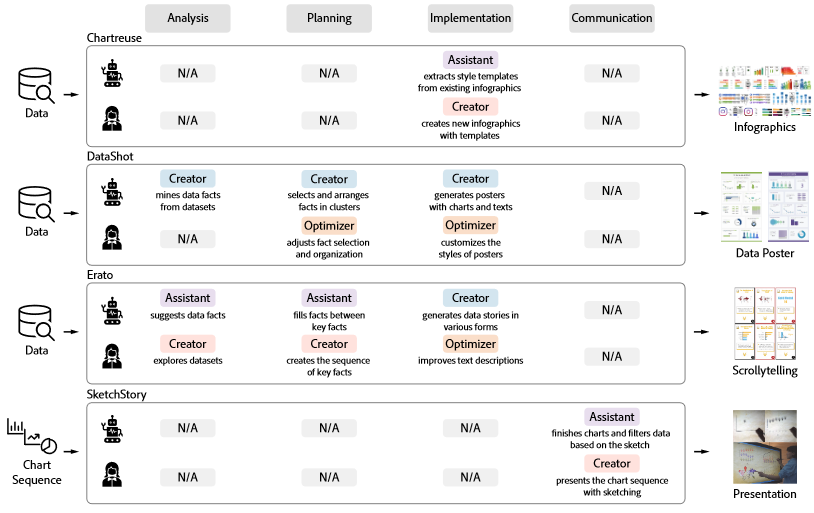 Analysis
Planning
Implementation
Communication
Chartreuse
Data
N/A
N/A
Assistant
extracts style templates
from existing infographics
N/A
N/A
N/A
Creator
creates new infographics
with templates
N/A
Infographics
DataShot
Data
Creator
mines data facts
from datasets
Creator
selects and arranges
facts in clusters
Creator
generates posters
with charts and texts
N/A
N/A
Optimizer
adjusts fact selection
and organization
Optimizer
customizes the
styles of posters
N/A
Data Poster
Erato
Data
Assistant
suggests data facts
Assistant
fills facts between
key facts
Creator
generates data stories in
various forms
N/A
Creator
explores datasets
Creator
creates the sequence
of key facts
Optimizer
improves text descriptions
N/A
Scrollytelling
SketchStory
Chart
Sequence
N/A
N/A
N/A
Assistant
finishes charts and filters data
based on the sketch
N/A
N/A
N/A
Creator
presents the chart sequence
with sketching
Presentation